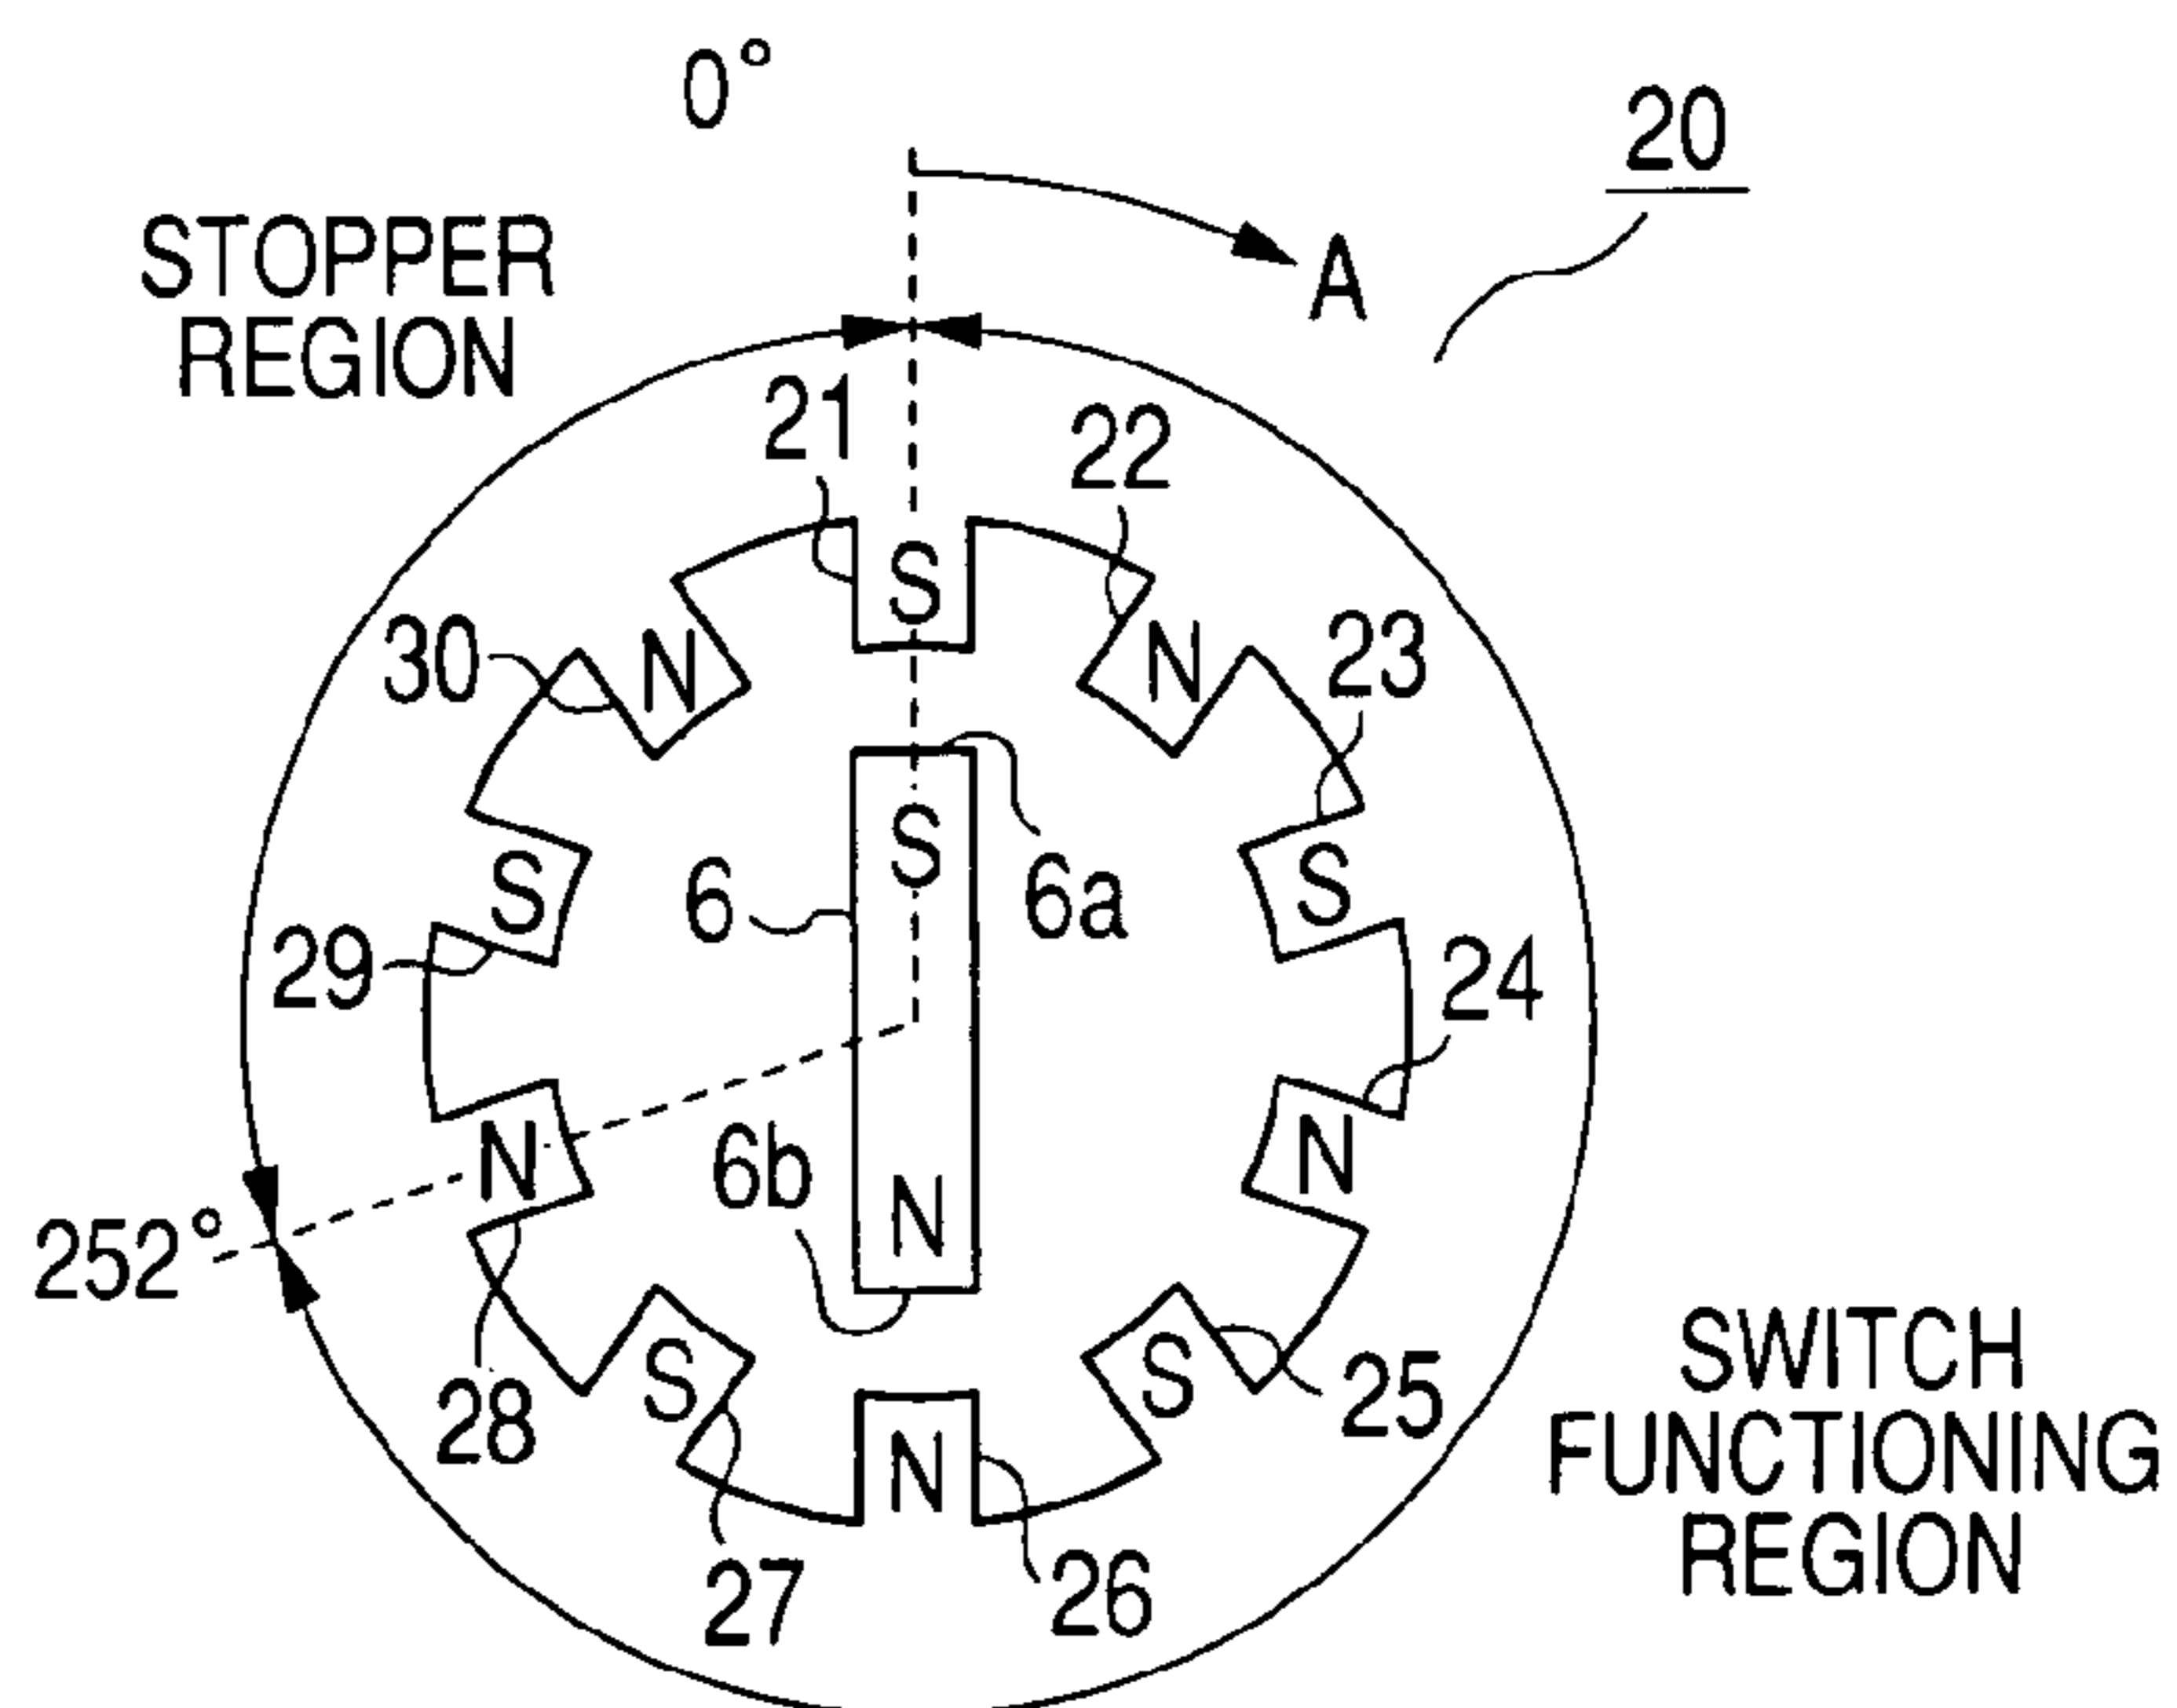 0°
20
A
STOPPER
REGION
21
22
S
30
N
N
23
S
S
S
6
6a
29
24
N
N
6b
N
252°
S
S
28
N
25
SWITCH
FUNCTIONING
REGION
27
26